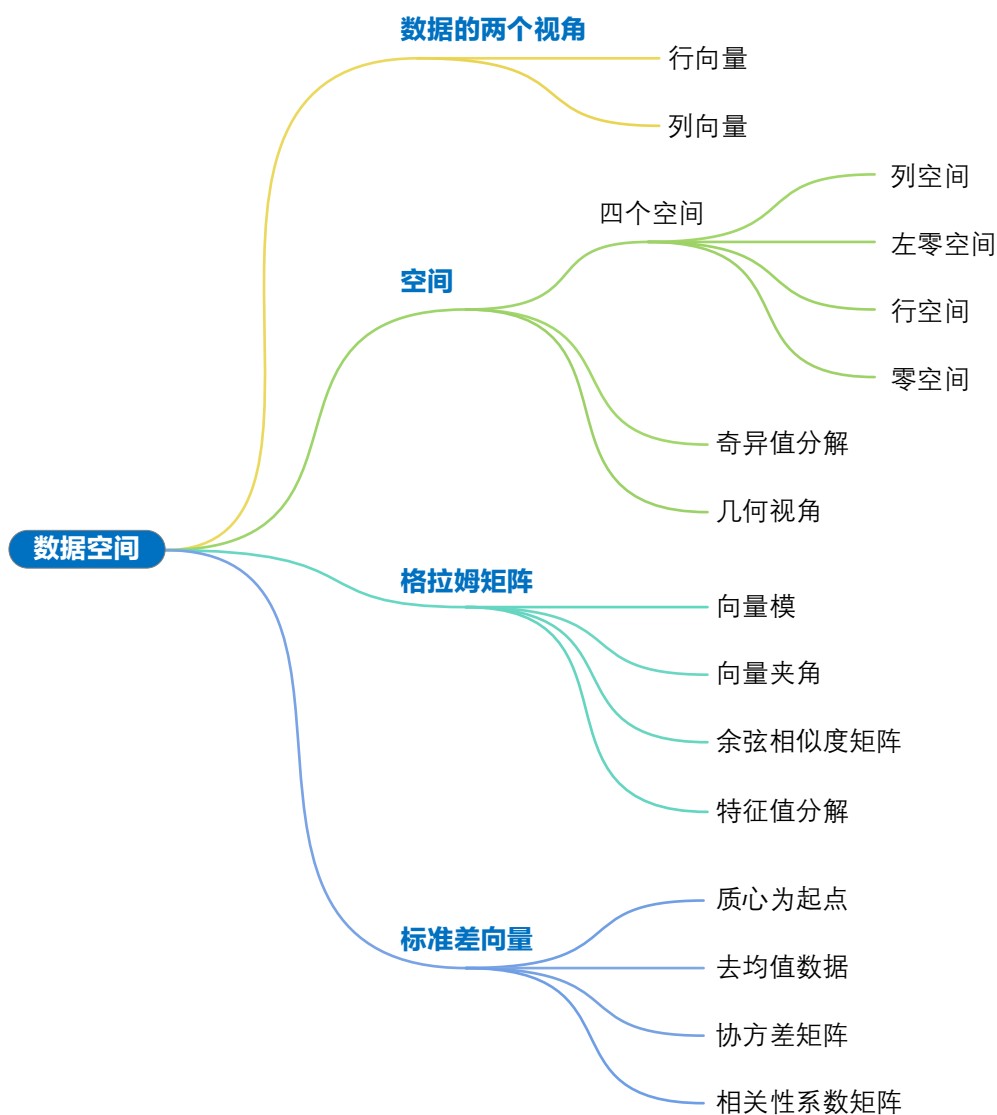 数据的两个视角
行向量
列向量
列空间
四个空间
左零空间
空间
行空间
零空间
奇异值分解
几何视角
数据空间
格拉姆矩阵
向量模
向量夹角
余弦相似度矩阵
特征值分解
质心为起点
标准差向量
去均值数据
协方差矩阵
相关性系数矩阵